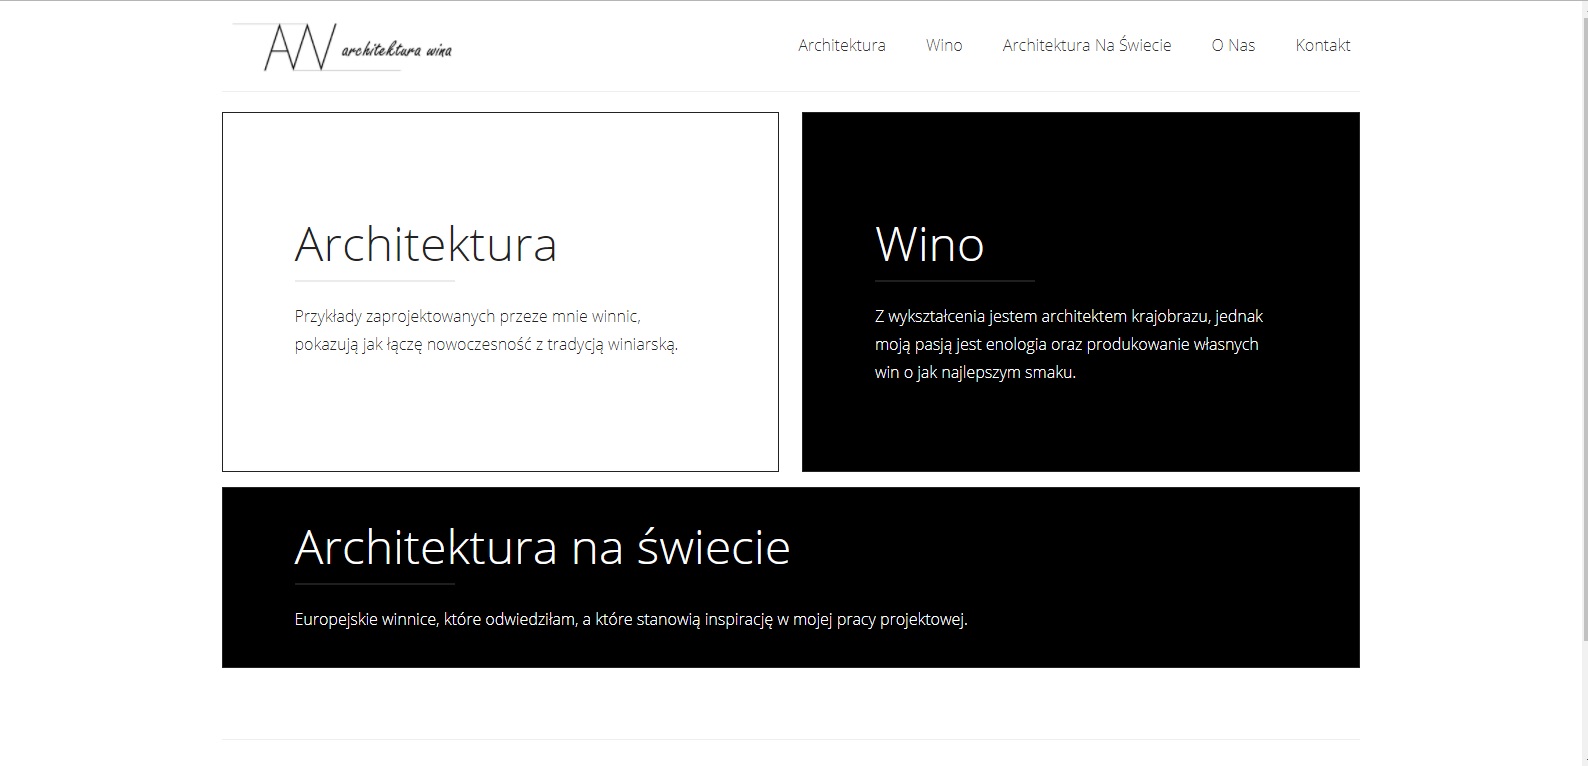 AW architektura wina
Architektura Wino Architektura Na Świecie O Nas Kontakt
Architektura
Przykłady zaprojektowanych przeze mnie winnic,
pokazują jak łączę nowoczesność z tradycją winiarską.
Wino
Z wykształcenia jestem architektem krajobrazu, jednak
moją pasją jest enologia oraz produkowanie własnych
win o jak najlepszym smaku.
Architektura na świecie
Europejskie winnice, które odwiedziłam, a które stanowią inspirację w mojej pracy projektowej.